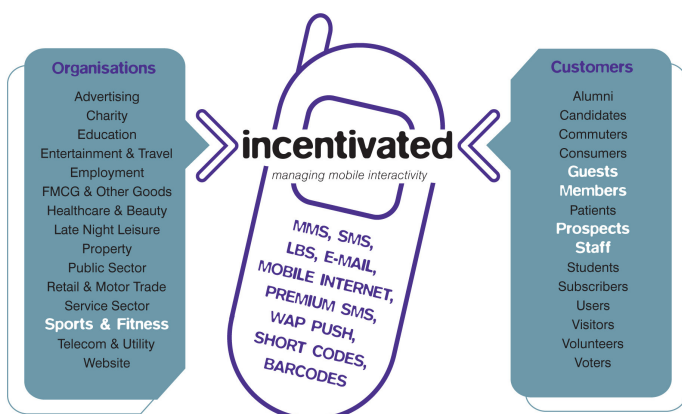 Organisations
Advertising
Charity
Education
Entertainment & Travel
Employment
FMCG & Other Goods
Healthcare & Beauty
Late Night Leisure
Property
Public Sector
Retail & Motor Trade
Service Sector
Sports & Fitness
Telecom & Utility
Website
incentivated
managing mobile interactivity
MMS, SMS,
LBS, E-MAIL,
MOBILE INTERNET,
PREMIUM SMS,
WAP PUSH,
SHORT CODES,
BARCODES
Customers
Alumni
Candidates
Commuters
Consumers
Guests
Members
Patients
Prospects
Staff
Students
Subscribers
Users
Visitors
Volunteers
Voters